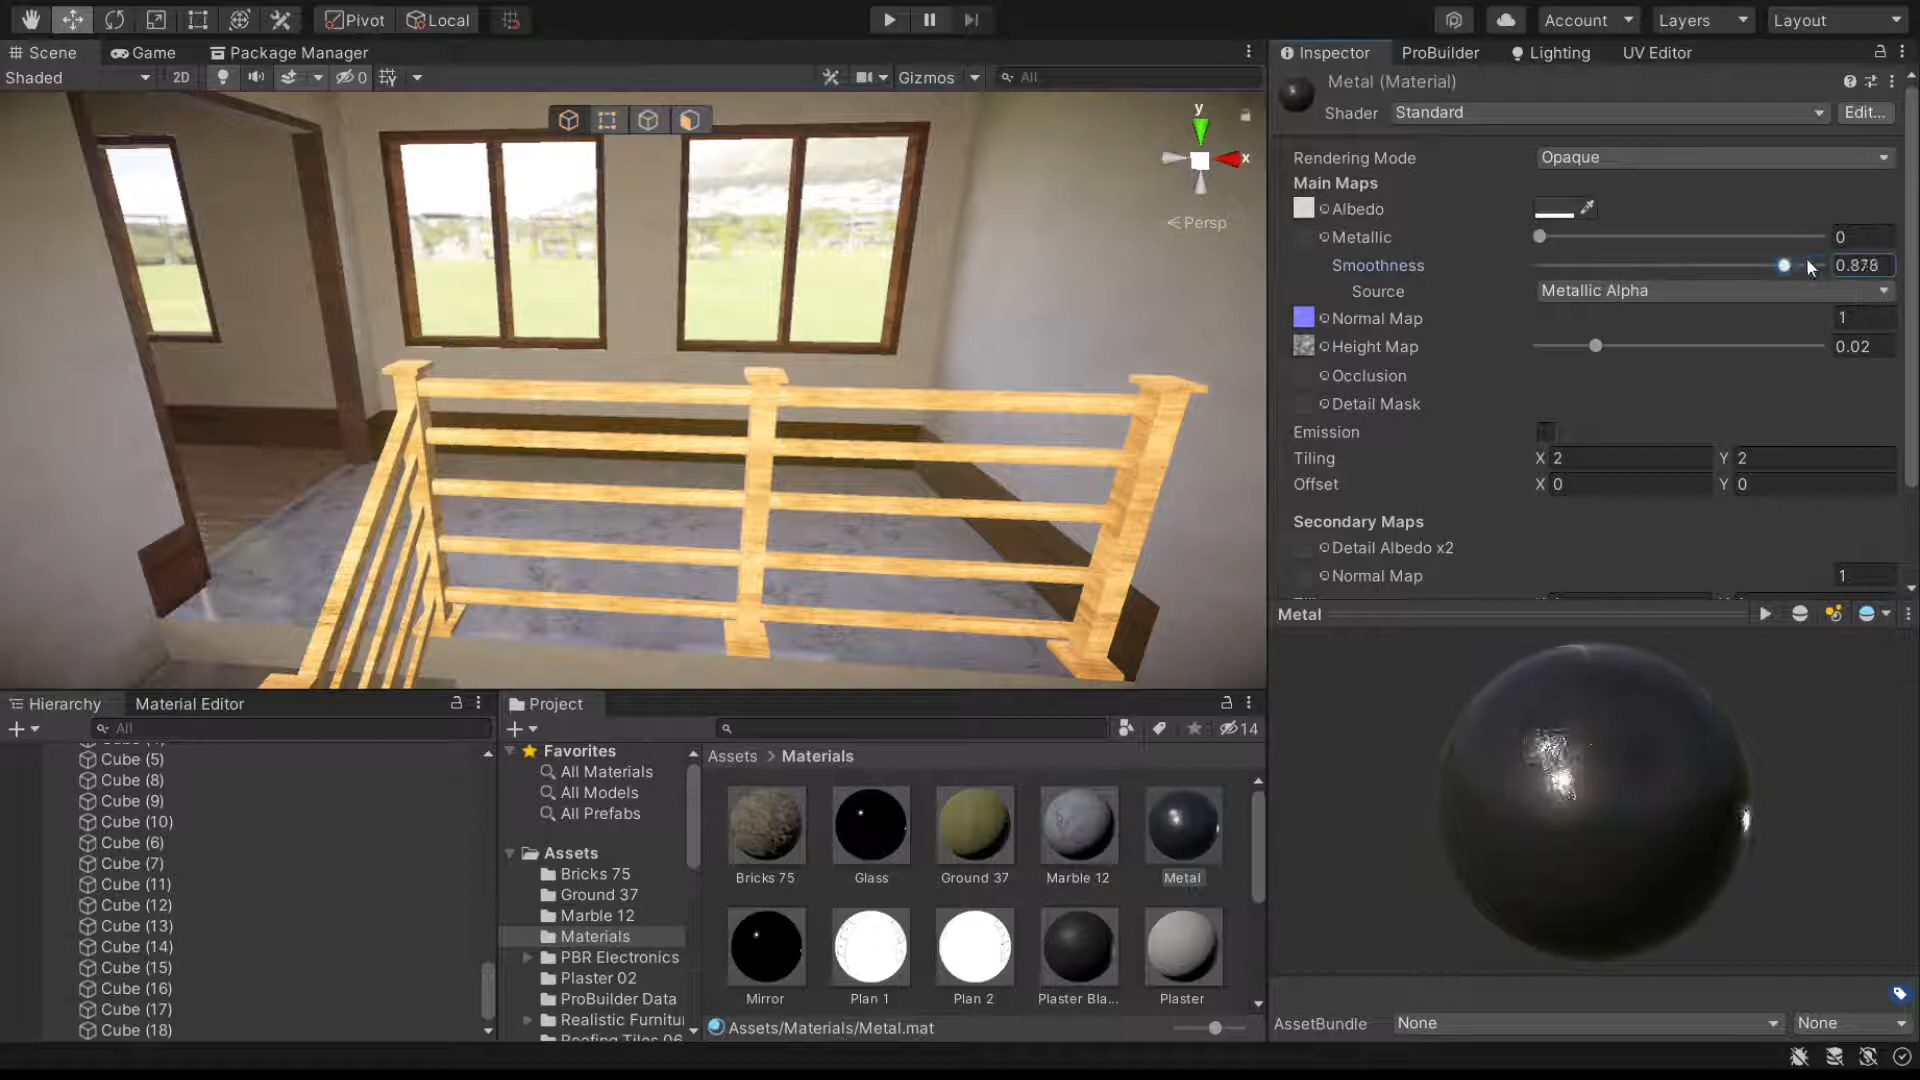 Pivot Local Account Layers Layout
Scene Game Package Manager
Shaded 2D 0 Gizmos All
y
x
Persp
Inspector ProBuilder Lighting UV Editor
Metal (Material)
Shader Standard Edit...
Rendering Mode Opaque
Main Maps
Albedo
Metallic 0
Smoothness 0.878
Source Metallic Alpha
Normal Map 1
Height Map 0.02
Occlusion
Detail Mask
Emission
Tiling X 2 Y 2
Offset X 0 Y 0
Secondary Maps
Detail Albedo x2
Normal Map 1
Metal
AssetBundle None None
Hierarchy Material Editor
All
Cube (5)
Cube (8)
Cube (9)
Cube (10)
Cube (6)
Cube (7)
Cube (11)
Cube (12)
Cube (13)
Cube (14)
Cube (15)
Cube (16)
Cube (17)
Cube (18)
Project
14
Favorites
All Materials
All Models
All Prefabs
Assets
Bricks 75
Ground 37
Marble 12
Materials
PBR Electronics
Plaster 02
ProBuilder Data
Realistic Furnitu
Assets > Materials
Bricks 75 Glass Ground 37 Marble 12 Metal
Mirror Plan 1 Plan 2 Plaster Bla... Plaster
Assets/Materials/Metal.mat